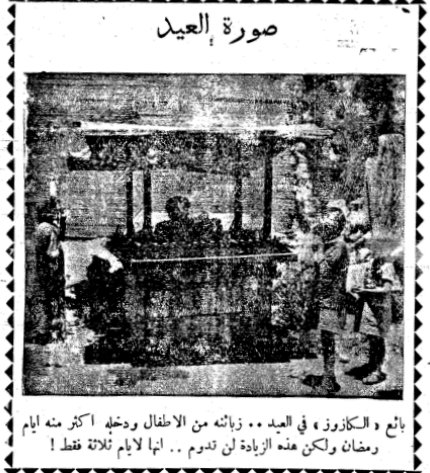 صورة العيد
بائع « الكازوز » في العيد .. زبائنه من الاطفال ودخله اكثر منه ايام
رمضان ولكن هذه الزيادة لن تدوم .. انها لايام ثلاثة فقط !